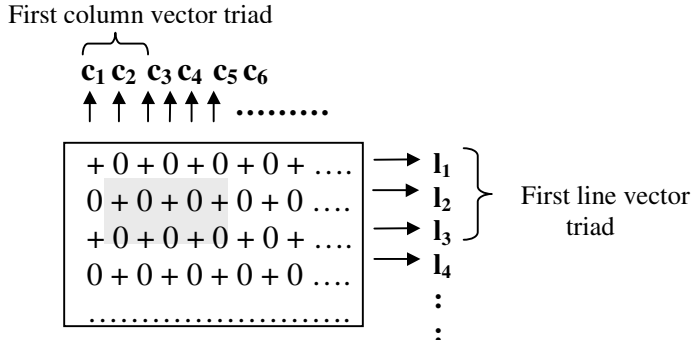 First column vector triad
c1 c2 c3 c4 c5 c6
.........
+ 0 + 0 + 0 + 0 + .... l1
0 + 0 + 0 + 0 + 0 .... l2
+ 0 + 0 + 0 + 0 + .... l3
0 + 0 + 0 + 0 + 0 .... l4
First line vector
triad
..........................
:
: